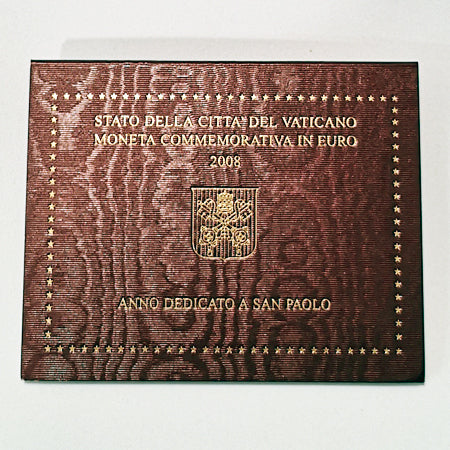 STATO DELLA CITTA' DEL VATICANO
MONETA COMMEMORATIVA IN EURO
2008
ANNO DEDICATO A SAN PAOLO